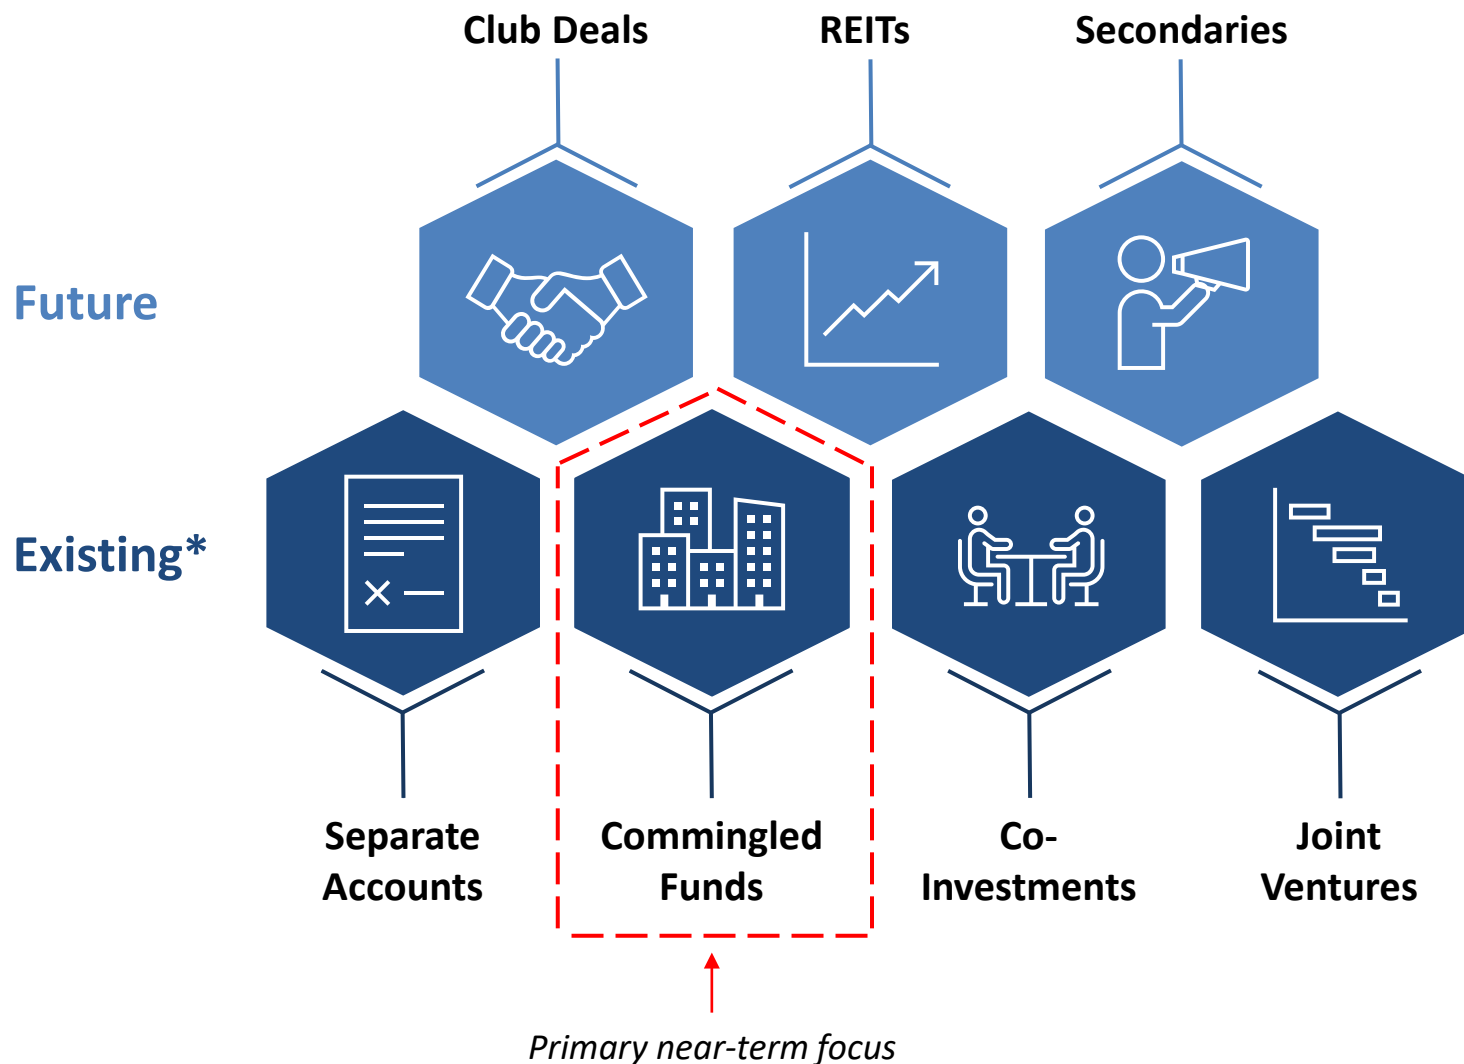 Club Deals
REITs
Secondaries
Future
Existing*
Separate
Accounts
Commingled
Funds
Co-
Investments
Joint
Ventures
Primary near-term focus